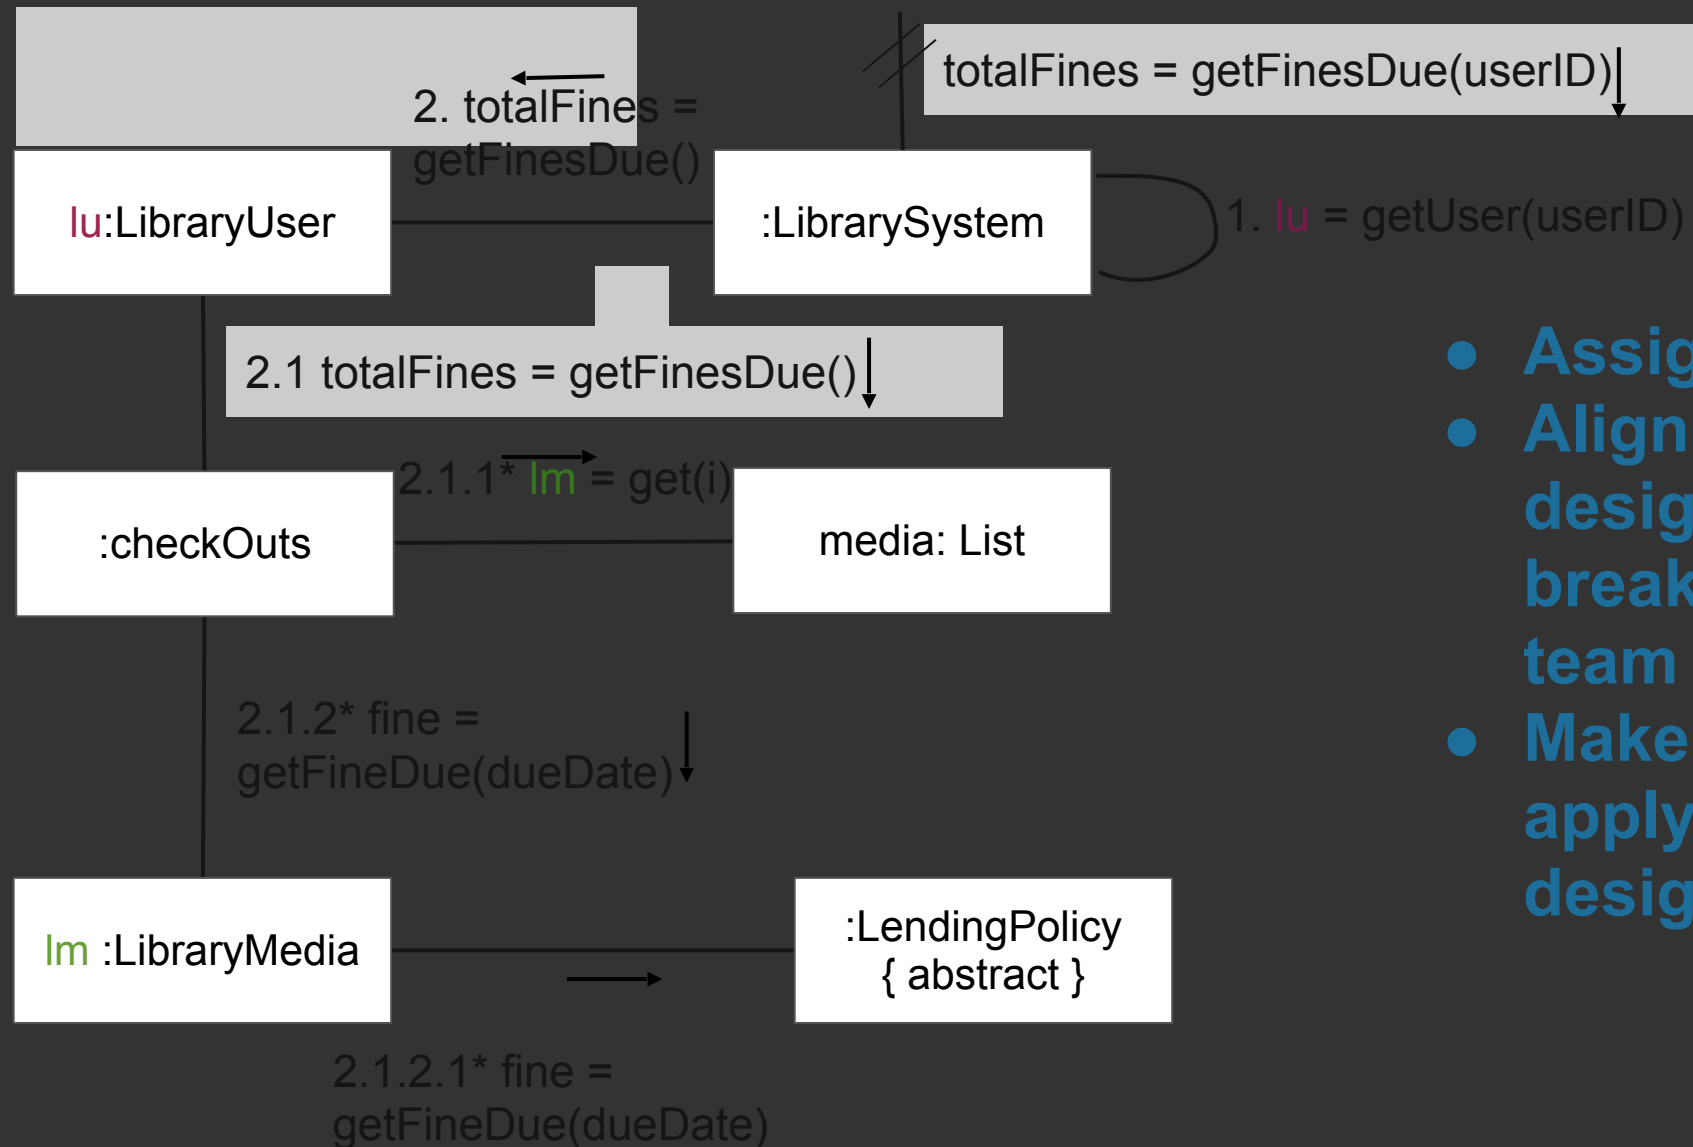 totalFines = getFinesDue(userID)
2. totalFines =
getFinesDue()
lu:LibraryUser
:LibrarySystem
1. lu = getUser(userID)
2.1 totalFines = getFinesDue()
2.1.1* lm = get(i)
:checkOuts
media: List
2.1.2* fine =
getFineDue(dueDate)
lm :LibraryMedia
:LendingPolicy
{ abstract }
2.1.2.1* fine =
getFineDue(dueDate)
● Assig
● Align
desig
break
team
● Make
apply
desig